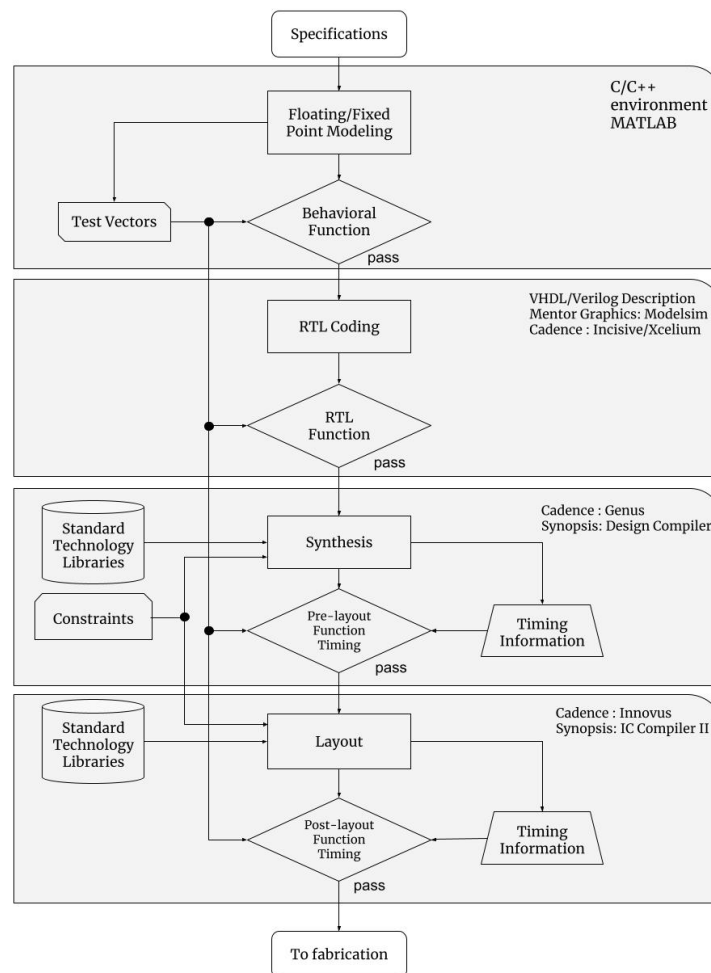 Specifications
C/C++
environment
MATLAB
Floating/Fixed
Point Modeling
Test Vectors
Behavioral
Function
pass
VHDL/Verilog Description
Mentor Graphics: Modelsim
Cadence : Incisive/Xcelium
RTL Coding
RTL
Function
pass
Cadence : Genus
Synopsis: Design Compiler
Standard
Technology
Libraries
Synthesis
Constraints
Pre-layout
Function
Timing
Timing
Information
pass
Cadence : Innovus
Synopsis: IC Compiler II
Standard
Technology
Libraries
Layout
Post-layout
Function
Timing
Timing
Information
pass
To fabrication